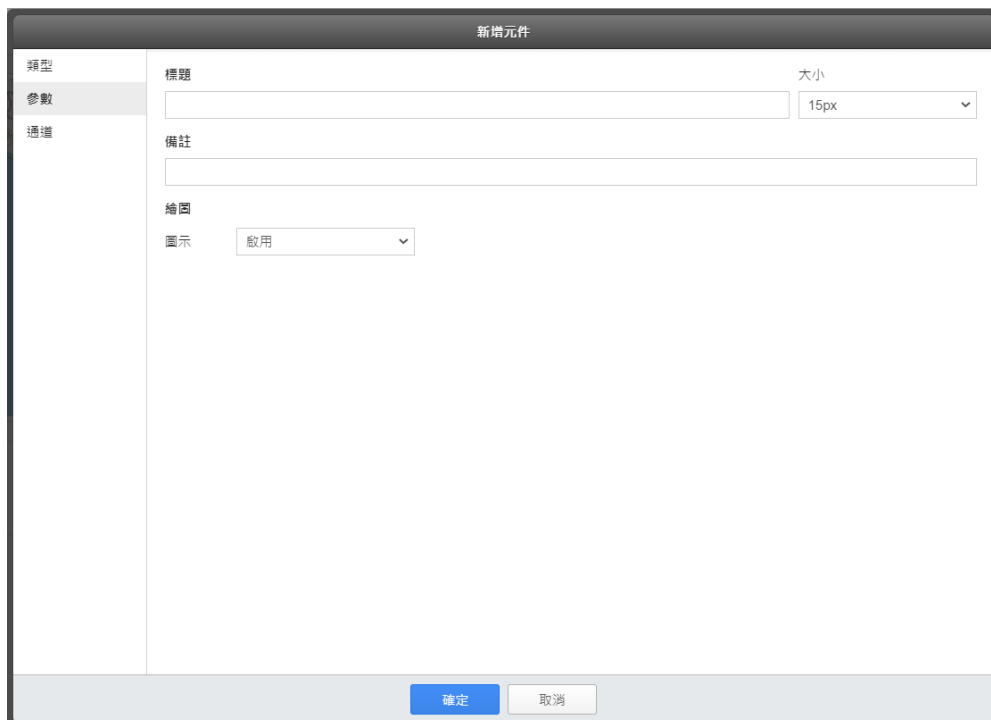 新增元件
類型
參數
通道
標題
大小
15px
備註
繪圖
圖示
啟用
確定
取消